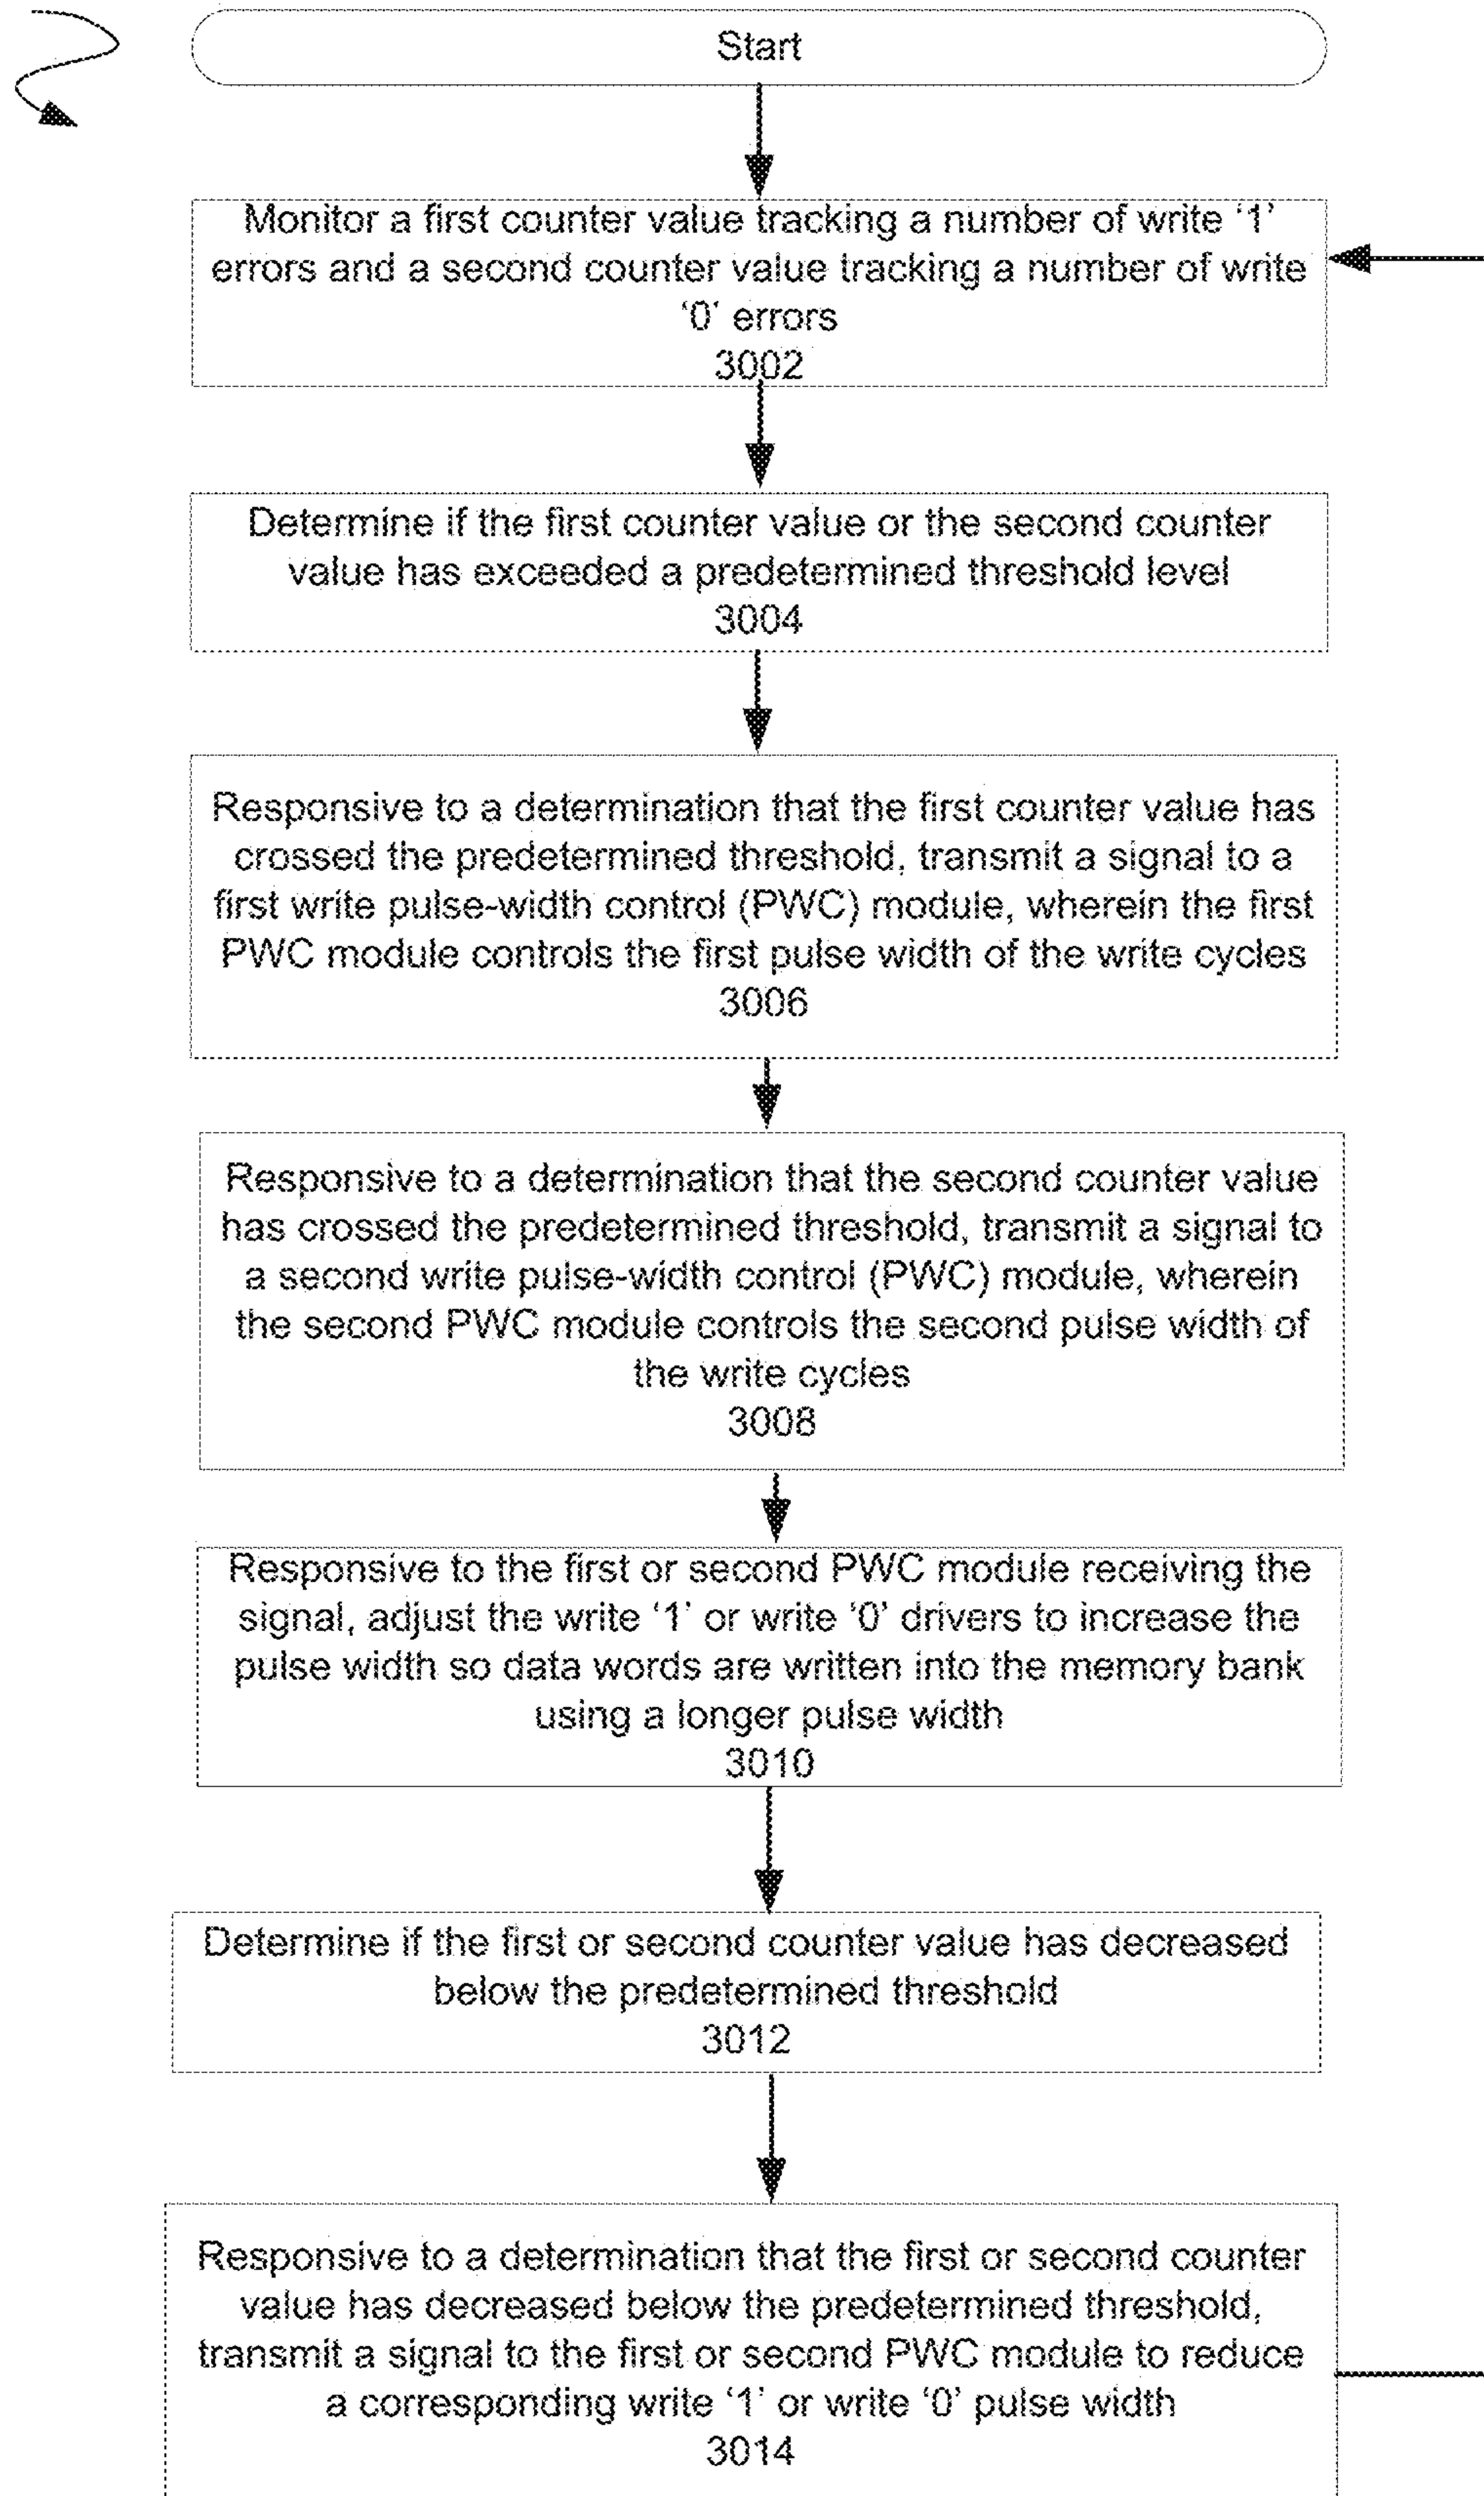 Start
Monitor a first counter value tracking a number of write ‘1’
errors and a second counter value tracking a number of write
‘0’ errors
3002
Determine if the first counter value or the second counter
value has exceeded a predetermined threshold level
3004
Responsive to a determination that the first counter value has
crossed the predetermined threshold, transmit a signal to a
first write pulse-width control (PWC) module, wherein the first
PWC module controls the first pulse width of the write cycles
3006
Responsive to a determination that the second counter value
has crossed the predetermined threshold, transmit a signal to
a second write pulse-width control (PWC) module, wherein
the second PWC module controls the second pulse width of
the write cycles
3008
Responsive to the first or second PWC module receiving the
signal, adjust the write ‘1’ or write ‘0’ drivers to increase the
pulse width so data words are written into the memory bank
using a longer pulse width
3010
Determine if the first or second counter value has decreased
below the predetermined threshold
3012
Responsive to a determination that the first or second counter
value has decreased below the predetermined threshold,
transmit a signal to the first or second PWC module to reduce
a corresponding write ‘1’ or write ‘0’ pulse width
3014